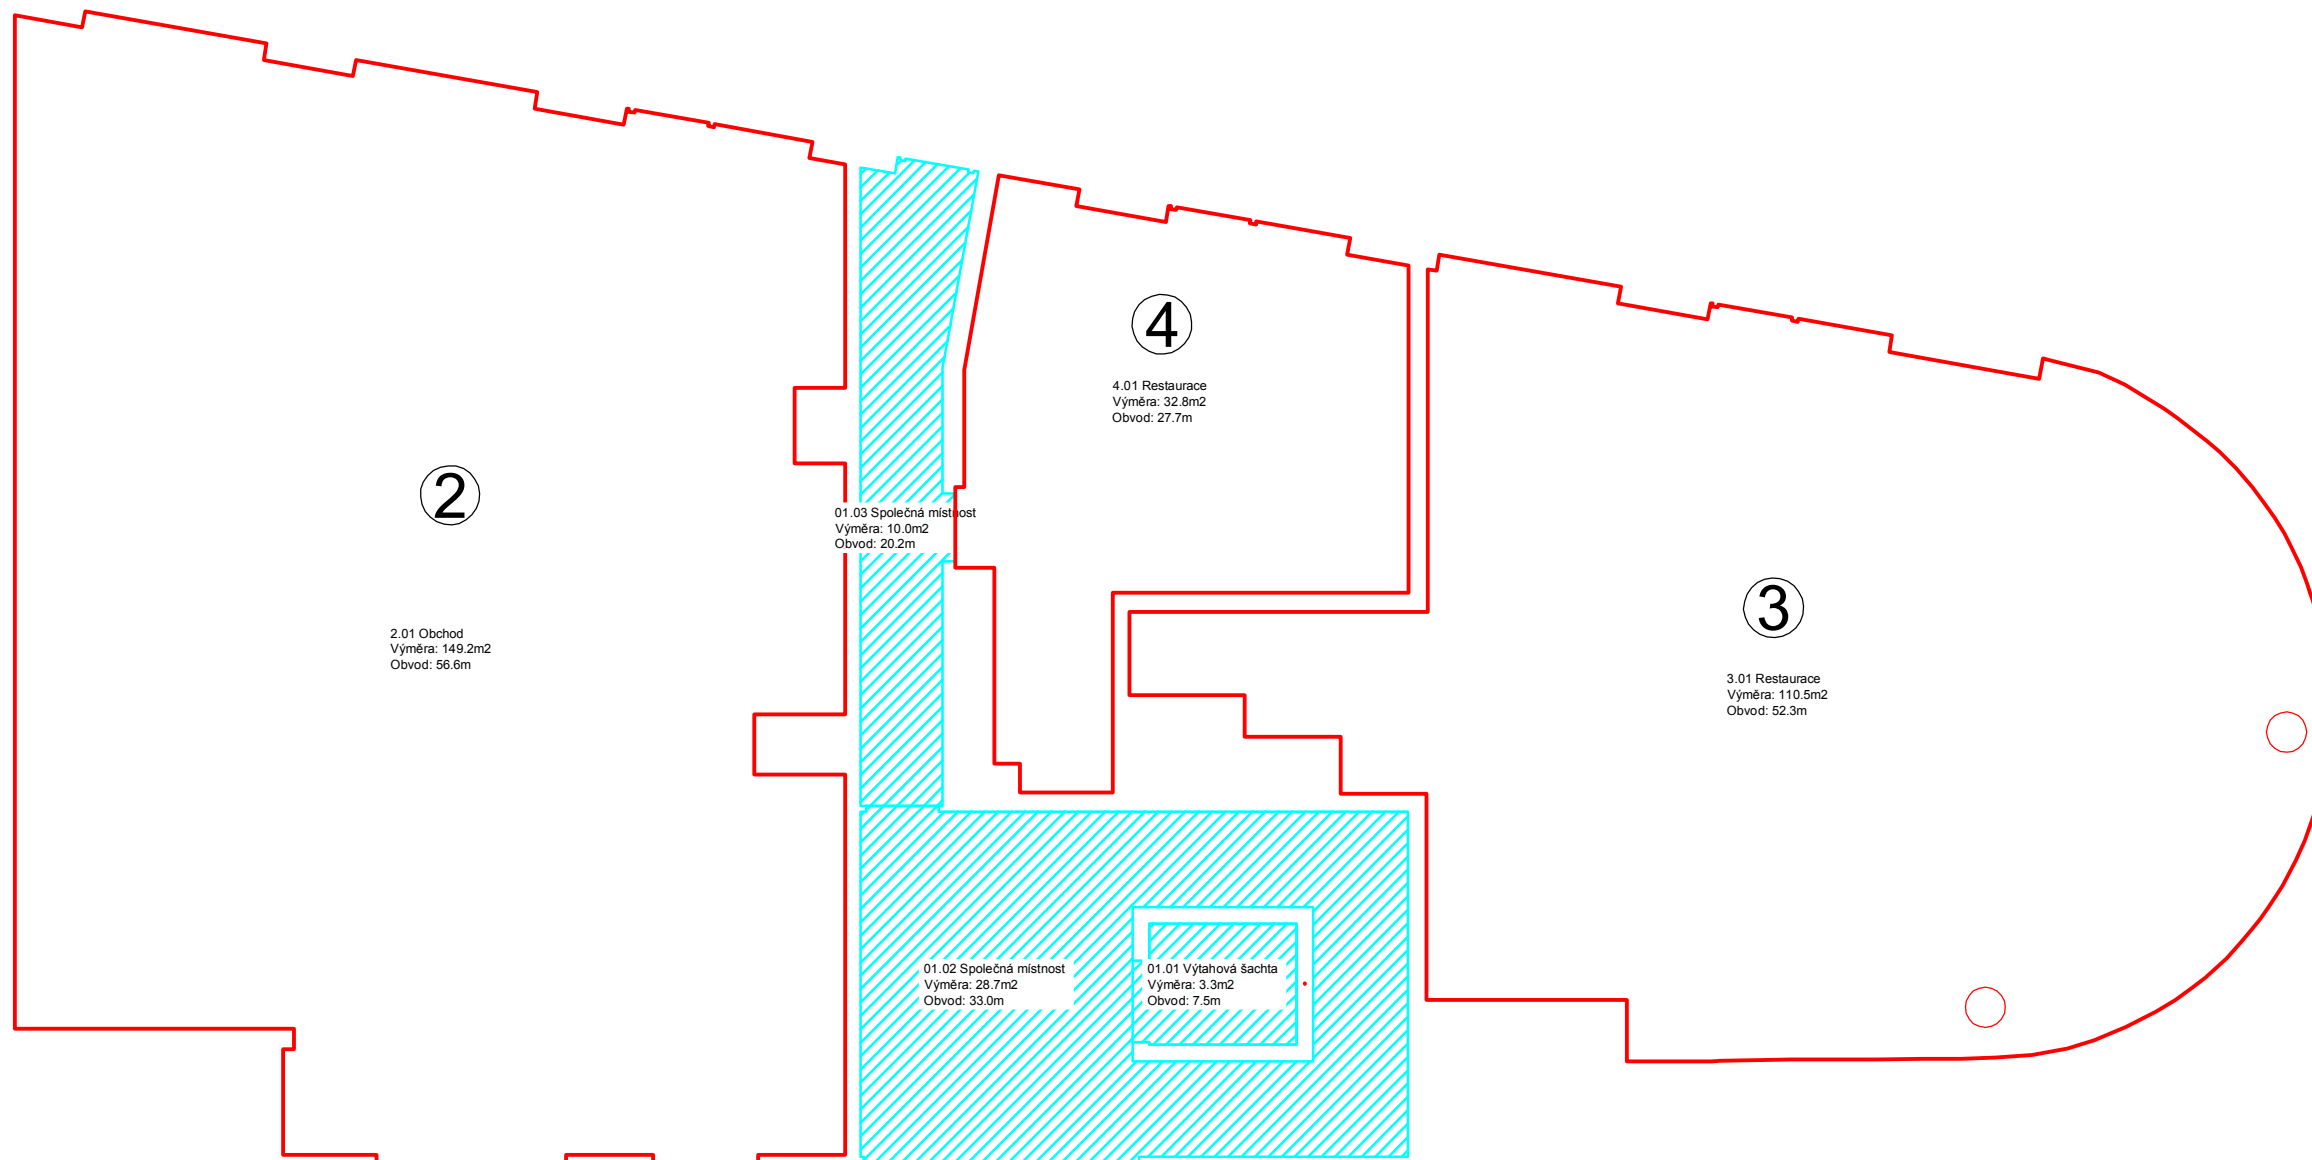 4
4.01 Restaurace
Výměra: 32.8m2
Obvod: 27.7m
2
01.03 Společná místnost
Výměra: 10.0m2
Obvod: 20.2m
3
2.01 Obchod
Výměra: 149.2m2
Obvod: 56.6m
3.01 Restaurace
Výměra: 110.5m2
Obvod: 52.3m
01.02 Společná místnost
Výměra: 28.7m2
Obvod: 33.0m
01.01 Výtahová šachta
Výměra: 3.3m2
Obvod: 7.5m